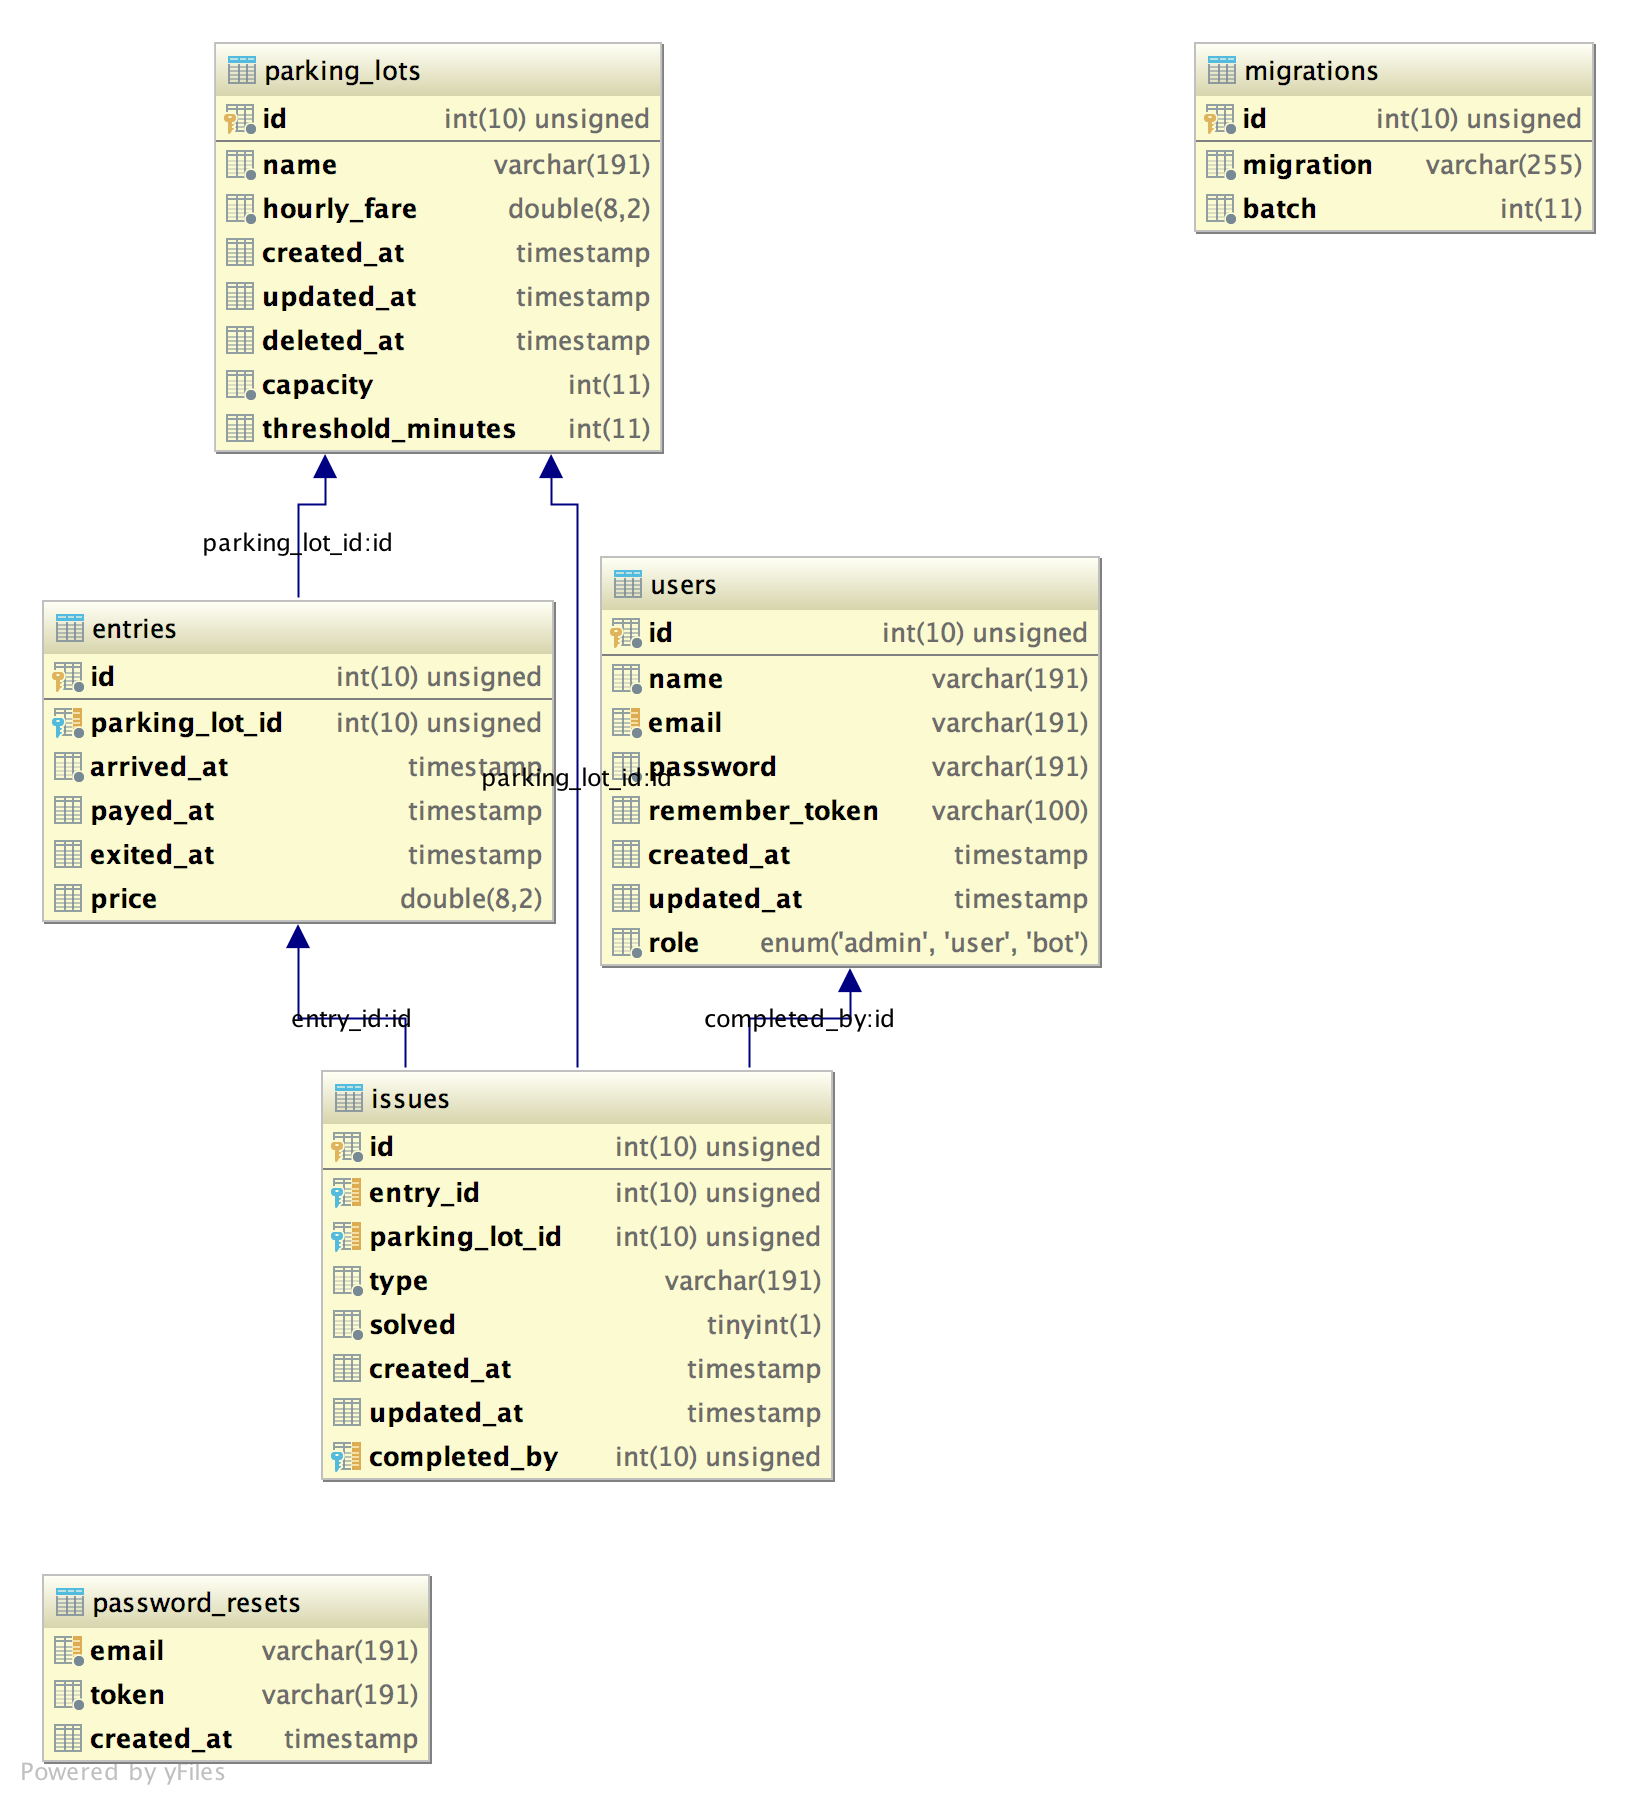 parking_lots
id int(10) unsigned
name varchar(191)
hourly_fare double(8,2)
created_at timestamp
updated_at timestamp
deleted_at timestamp
capacity int(11)
threshold_minutes int(11)
migrations
id int(10) unsigned
migration varchar(255)
batch int(11)
parking_lot_id:id
entries
id int(10) unsigned
parking_lot_id int(10) unsigned
arrived_at timestamp
payed_at timestamp
exited_at timestamp
price double(8,2)
parking_lot_id:id
users
id int(10) unsigned
name varchar(191)
email varchar(191)
password varchar(191)
remember_token varchar(100)
created_at timestamp
updated_at timestamp
role enum('admin', 'user', 'bot')
entry_id:id
completed_by:id
issues
id int(10) unsigned
entry_id int(10) unsigned
parking_lot_id int(10) unsigned
type varchar(191)
solved tinyint(1)
created_at timestamp
updated_at timestamp
completed_by int(10) unsigned
password_resets
email varchar(191)
token varchar(191)
created_at timestamp
Powered by yFiles